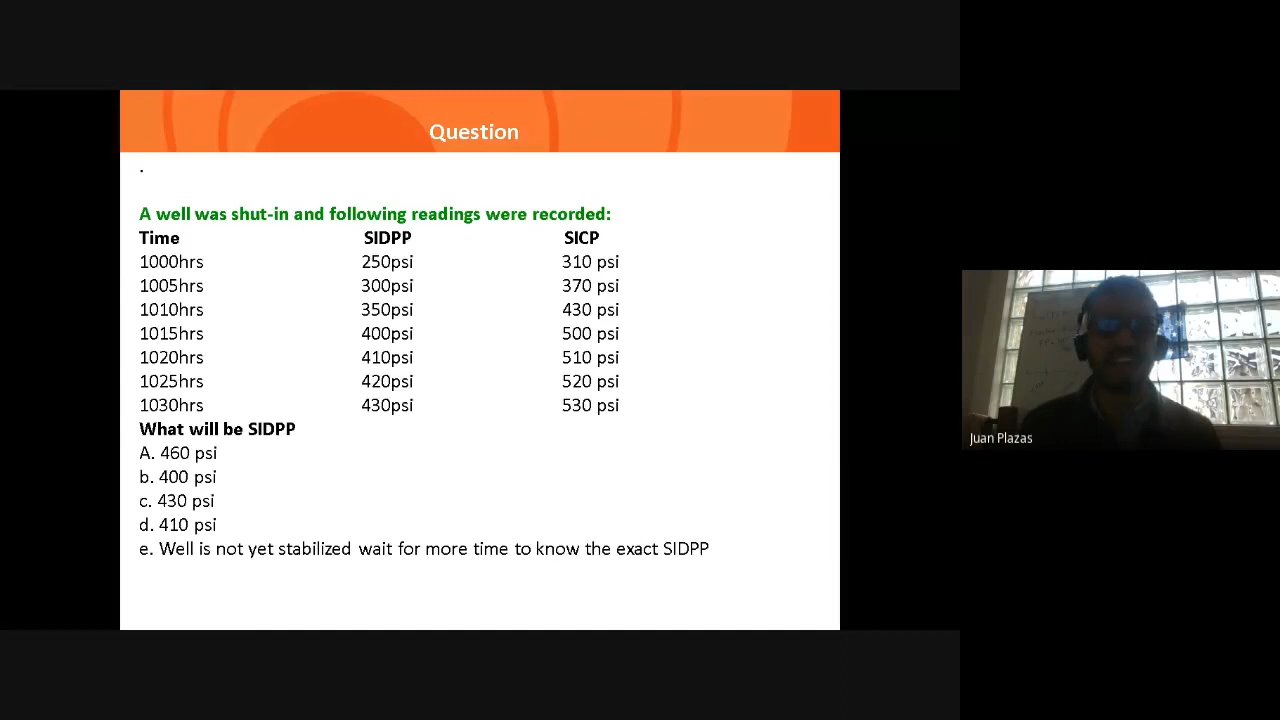 Question
.
A well was shut-in and following readings were recorded:
Time SIDPP SICP
1000hrs 250psi 310 psi
1005hrs 300psi 370 psi
1010hrs 350psi 430 psi
1015hrs 400psi 500 psi
1020hrs 410psi 510 psi
1025hrs 420psi 520 psi
1030hrs 430psi 530 psi
What will be SIDPP
A. 460 psi
b. 400 psi
c. 430 psi
d. 410 psi
e. Well is not yet stabilized wait for more time to know the exact SIDPP
Juan Plazas